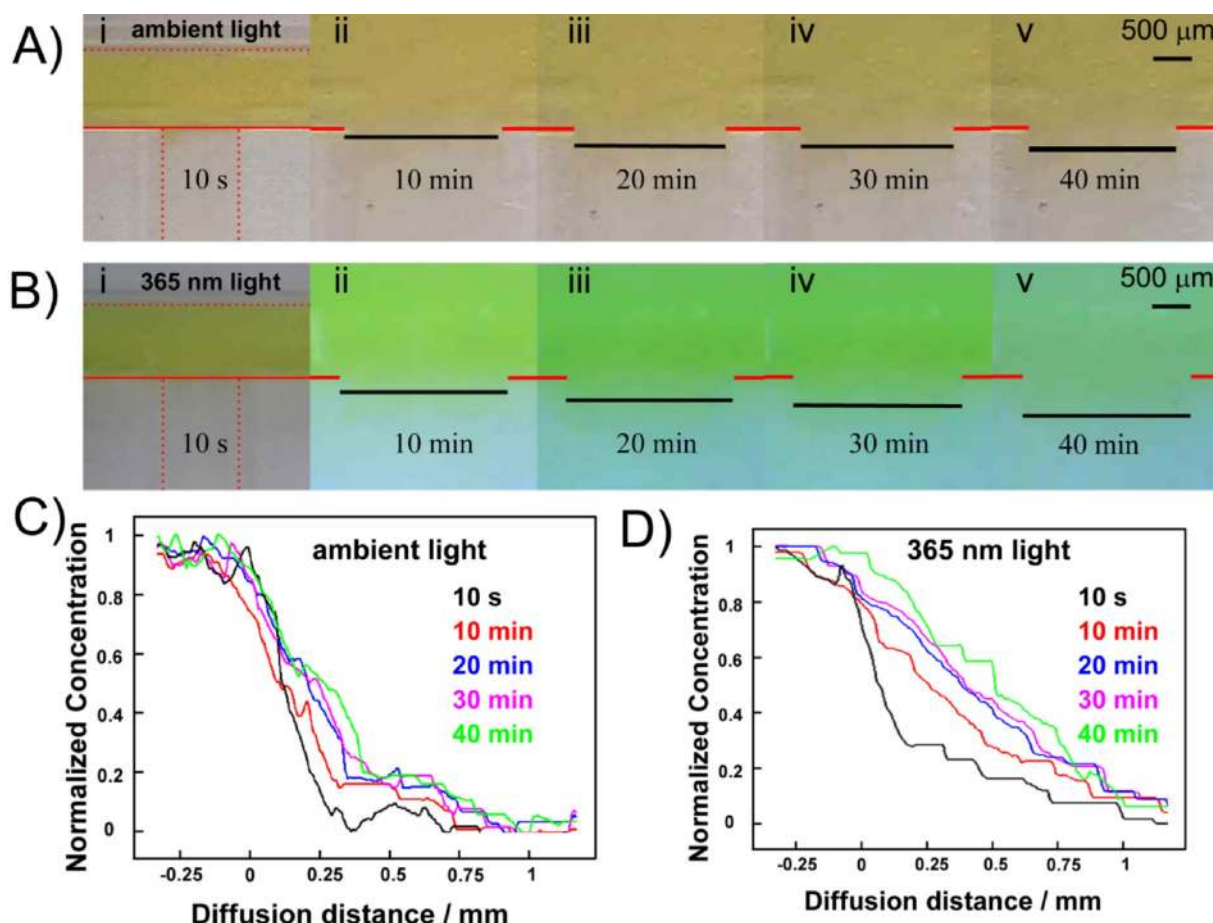 A)
i ii iii iv v
ambient light
500 μm
10 s 10 min 20 min 30 min 40 min
B)
i ii iii iv v
365 nm light
500 μm
10 s 10 min 20 min 30 min 40 min
C)
Normalized Concentration
1
0.8
0.6
0.4
0.2
0
ambient light
10 s
10 min
20 min
30 min
40 min
-0.25 0 0.25 0.5 0.75 1
Diffusion distance / mm
D)
Normalized Concentration
1
0.8
0.6
0.4
0.2
0
365 nm light
10 s
10 min
20 min
30 min
40 min
-0.25 0 0.25 0.5 0.75 1
Diffusion distance / mm